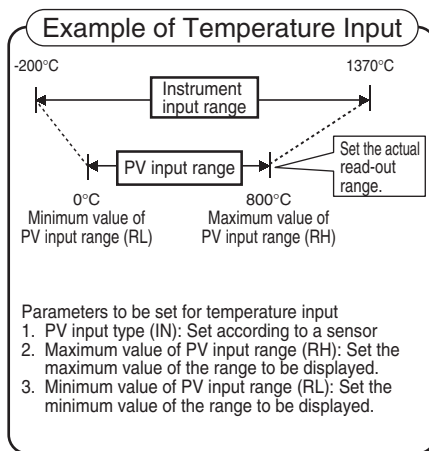 Example of Temperature Input
-200°C 1370°C
Instrument
input range
PV input range
Set the actual
read-out
range.
0°C 800°C
Minimum value of Maximum value of
PV input range (RL) PV input range (RH)
Parameters to be set for temperature input
1. PV input type (IN): Set according to a sensor
2. Maximum value of PV input range (RH): Set the
maximum value of the range to be displayed.
3. Minimum value of PV input range (RL): Set the
minimum value of the range to be displayed.